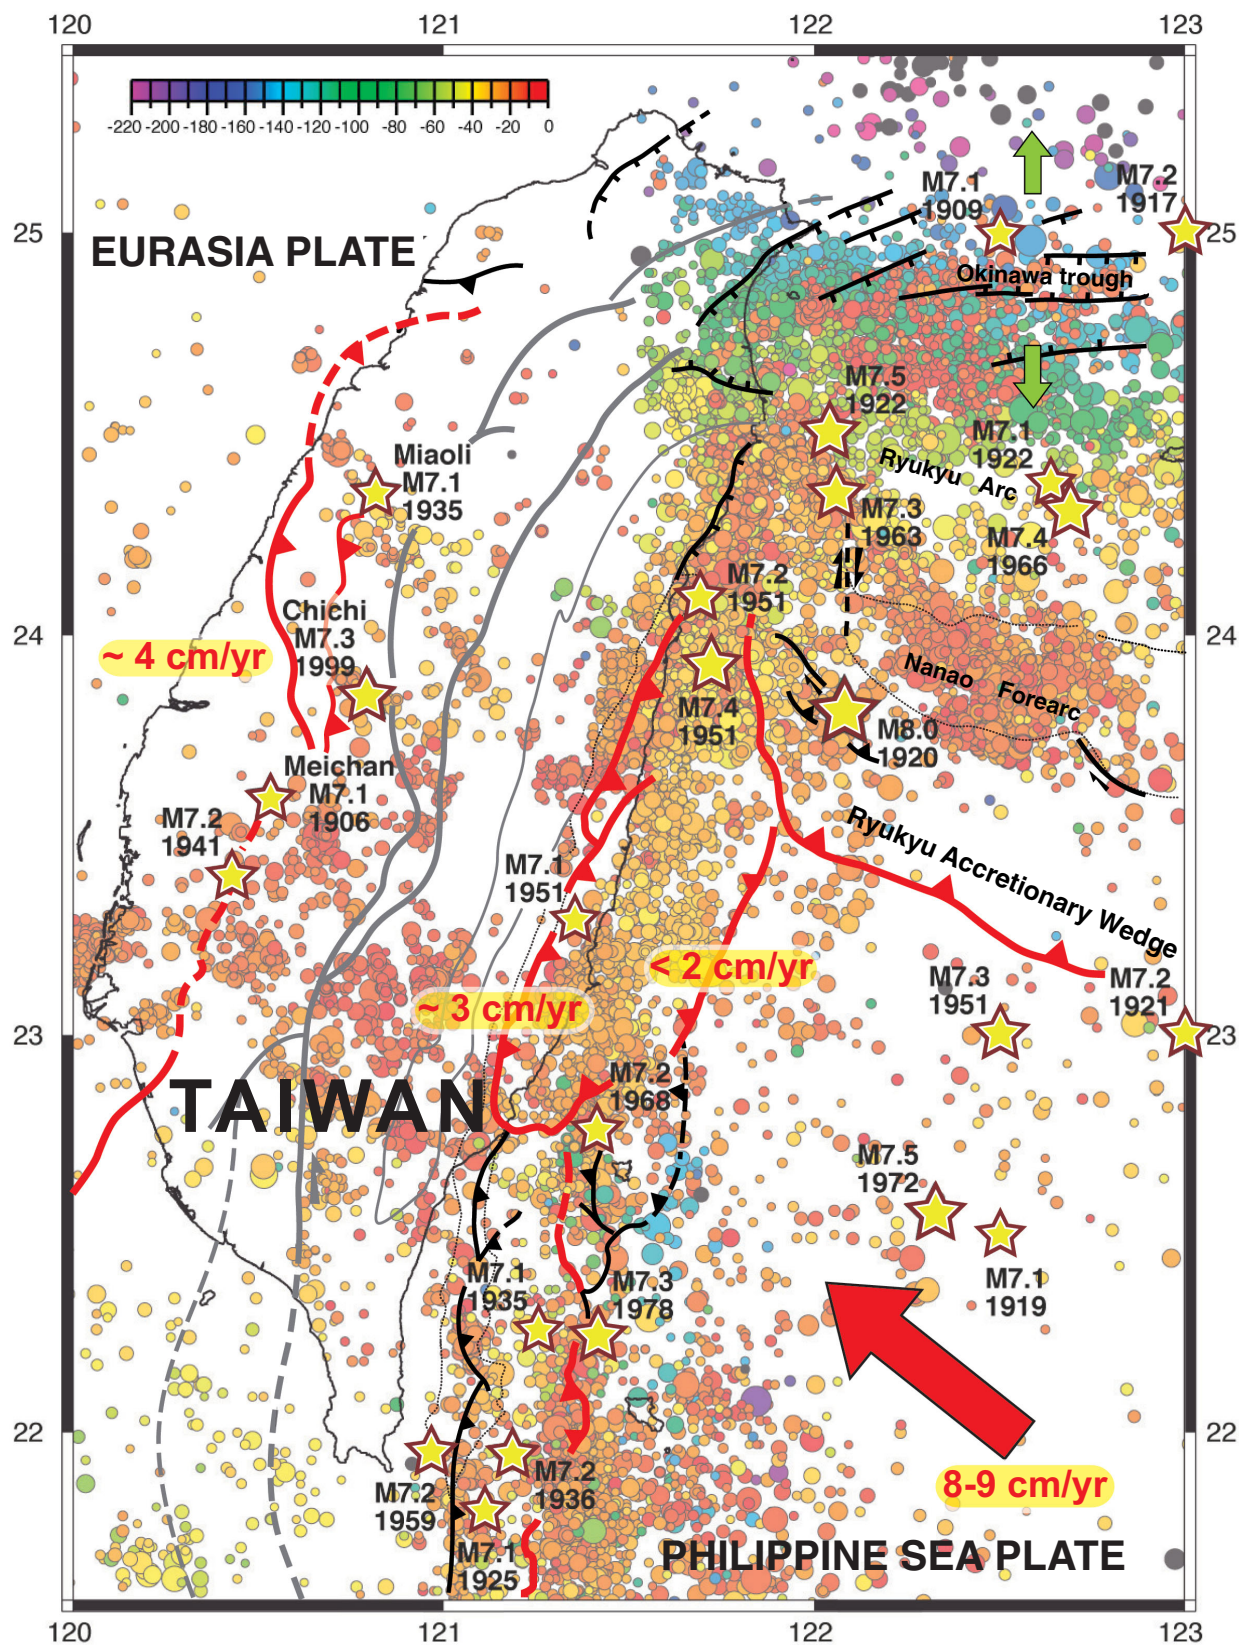 120 121 122 123
-220 -200 -180 -160 -140 -120 -100 -80 -60 -40 -20 0
M7.1
1909
M7.2
1917
25
25
EURASIA PLATE
Okinawa trough
M7.5
1922
M7.1
1922
Miaoli
M7.1
1935
Ryukyu Arc
M7.3
1963
M7.4
1966
M7.2
1951
Chichi
M7.3
1999
24
24
~ 4 cm/yr
Nanao Forearc
M7.4
1951
M8.0
1920
Meichan
M7.1
1906
M7.2
1941
Ryukyu Accretionary Wedge
M7.1
1951
< 2 cm/yr
M7.3
1951
M7.2
1921
~ 3 cm/yr
23
23
M7.2
1968
TAIWAN
M7.5
1972
M7.1
1935
M7.3
1978
M7.1
1919
22
22
M7.2
1959
M7.2
1936
8-9 cm/yr
M7.1
1925
PHILIPPINE SEA PLATE
120 121 122 123